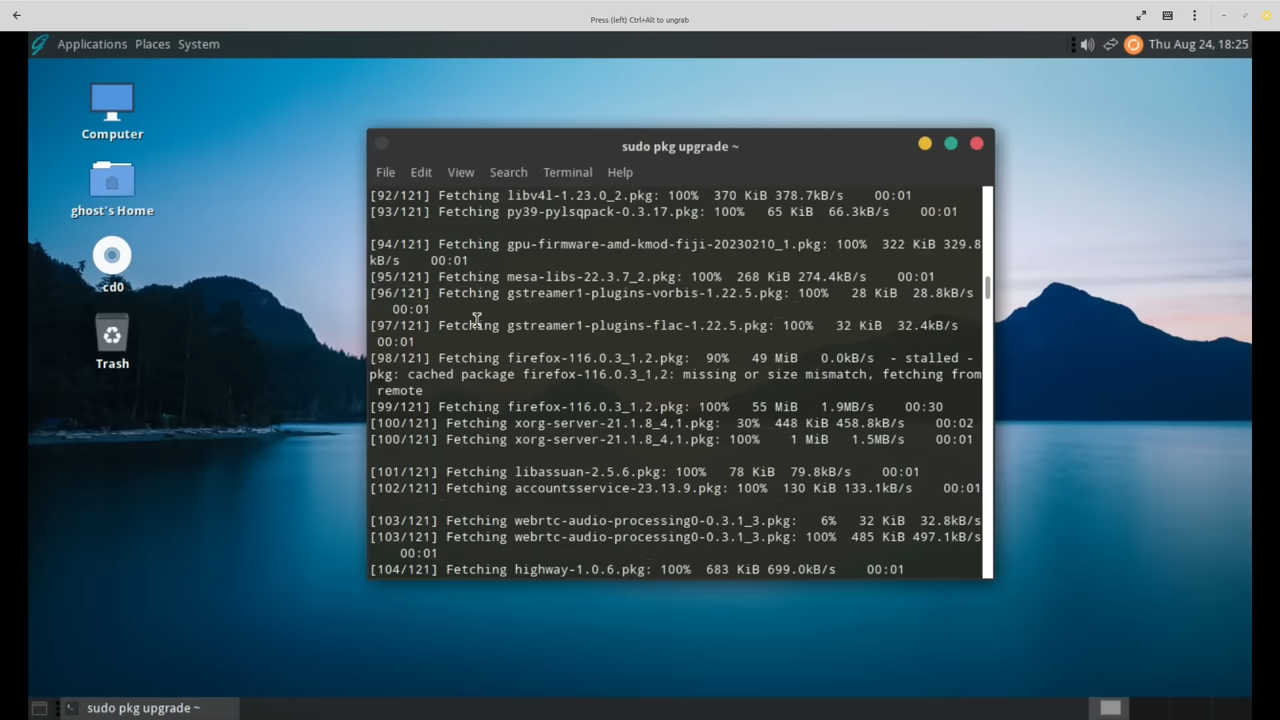 Press (left) Ctrl+Alt to ungrab
Applications Places System
Thu Aug 24, 18:25
Computer
ghost's Home
cd0
Trash
sudo pkg upgrade ~
File Edit View Search Terminal Help
[92/121] Fetching libv4l-1.23.0_2.pkg: 100% 370 KiB 378.7kB/s 00:01
[93/121] Fetching py39-pylsqpack-0.3.17.pkg: 100% 65 KiB 66.3kB/s 00:01
[94/121] Fetching gpu-firmware-amd-kmod-fiji-20230210_1.pkg: 100% 322 KiB 329.8
kB/s 00:01
[95/121] Fetching mesa-libs-22.3.7_2.pkg: 100% 268 KiB 274.4kB/s 00:01
[96/121] Fetching gstreamer1-plugins-vorbis-1.22.5.pkg: 100% 28 KiB 28.8kB/s
00:01
[97/121] Fetching gstreamer1-plugins-flac-1.22.5.pkg: 100% 32 KiB 32.4kB/s
00:01
[98/121] Fetching firefox-116.0.3_1,2.pkg: 90% 49 MiB 0.0kB/s - stalled -
pkg: cached package firefox-116.0.3_1,2: missing or size mismatch, fetching from
remote
[99/121] Fetching firefox-116.0.3_1,2.pkg: 100% 55 MiB 1.9MB/s 00:30
[100/121] Fetching xorg-server-21.1.8_4,1.pkg: 30% 448 KiB 458.8kB/s 00:02
[100/121] Fetching xorg-server-21.1.8_4,1.pkg: 100% 1 MiB 1.5MB/s 00:01
[101/121] Fetching libassuan-2.5.6.pkg: 100% 78 KiB 79.8kB/s 00:01
[102/121] Fetching accountsservice-23.13.9.pkg: 100% 130 KiB 133.1kB/s 00:01
[103/121] Fetching webrtc-audio-processing0-0.3.1_3.pkg: 6% 32 KiB 32.8kB/s
[103/121] Fetching webrtc-audio-processing0-0.3.1_3.pkg: 100% 485 KiB 497.1kB/s
00:01
[104/121] Fetching highway-1.0.6.pkg: 100% 683 KiB 699.0kB/s 00:01
sudo pkg upgrade ~